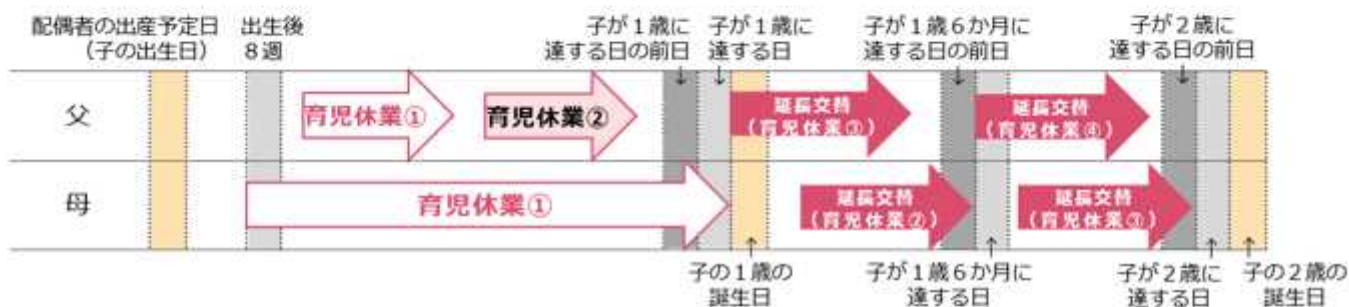 配偶者の出産予定日
（子の出生日）
出生後
８週
子が１歳に
達する日の前日
子が１歳に
達する日
子が１歳６か月に
達する日の前日
子が２歳に
達する日の前日
父
育児休業①
育児休業②
延長交替
（育児休業③）
延長交替
（育児休業④）
母
育児休業①
延長交替
（育児休業②）
延長交替
（育児休業③）
子の１歳の
誕生日
子が１歳６か月に
達する日
子が２歳に
達する日
子の２歳の
誕生日